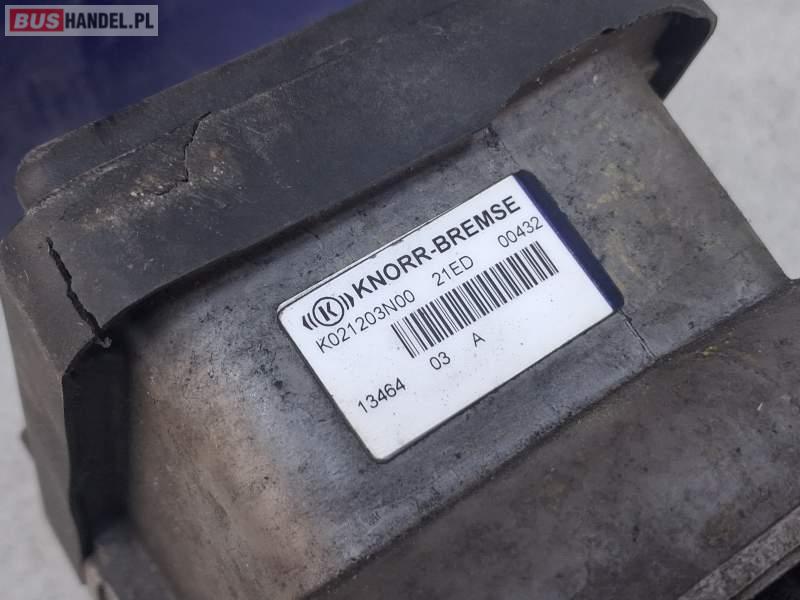 BUSHANDEL.PL
((K)) KNORR-BREMSE
K021203N00 21ED 00432
13464 03 A